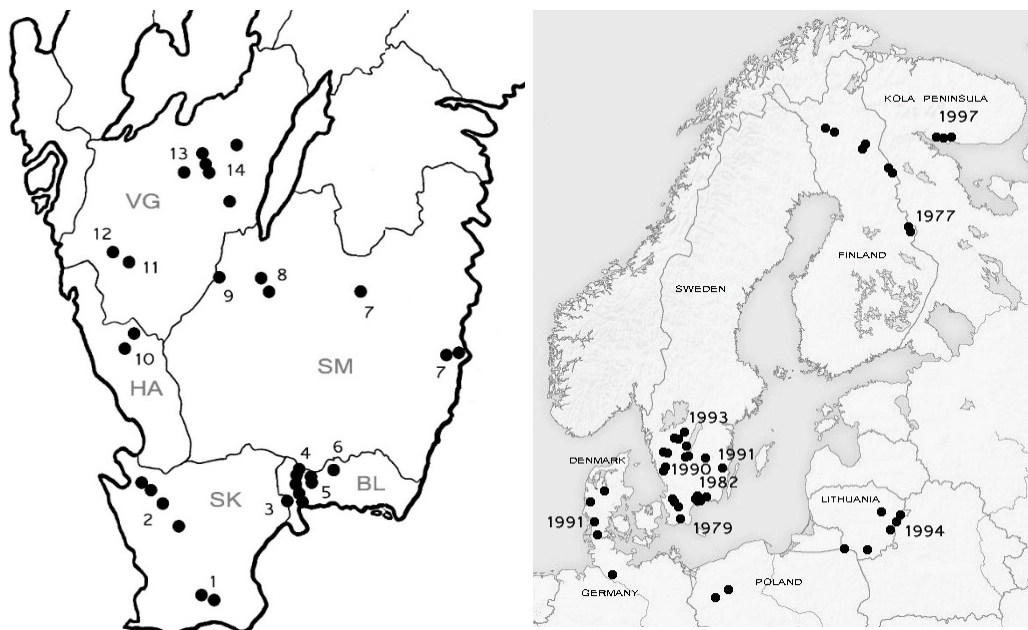 13
14
VG
12
11
8
9
7
10
SM
7
HA
4
6
SK
5
BL
3
2
1
KOLA PENINSULA
1997
1977
FINLAND
SWEDEN
1993
1991
DENMARK
1990
1982
LITHUANIA
1991
1979
1994
POLAND
GERMANY